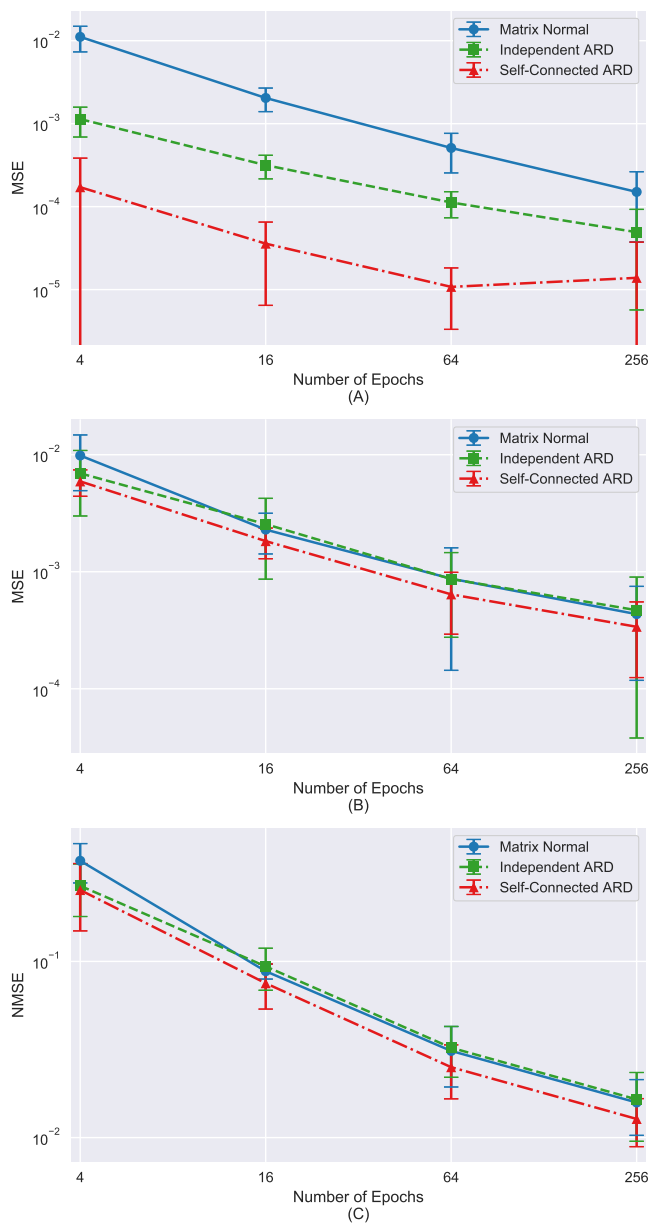 10⁻²
10⁻³
10⁻⁴
10⁻⁵
MSE
Matrix Normal
Independent ARD
Self-Connected ARD
4 16 64 256
Number of Epochs
(A)
10⁻²
10⁻³
10⁻⁴
MSE
Matrix Normal
Independent ARD
Self-Connected ARD
4 16 64 256
Number of Epochs
(B)
10⁻¹
10⁻²
NMSE
Matrix Normal
Independent ARD
Self-Connected ARD
4 16 64 256
Number of Epochs
(C)